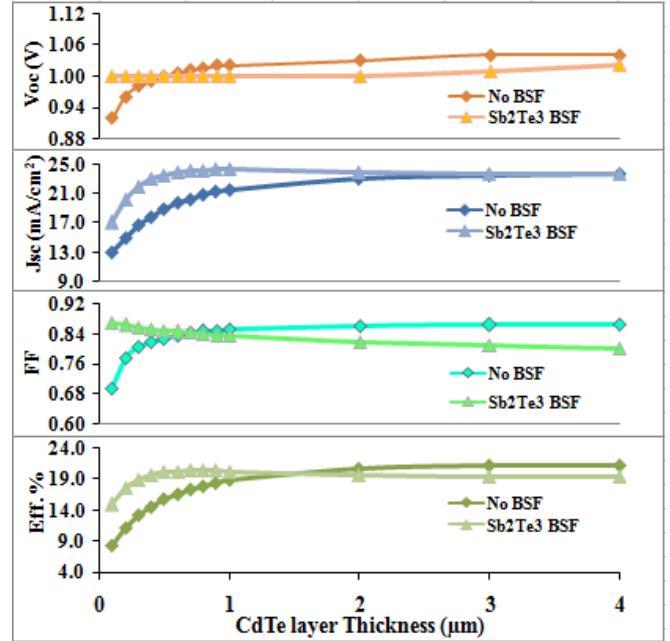 1.12
1.06
1.00
0.94
0.88
Voc (V)
No BSF
Sb2Te3 BSF
25.0
21.0
17.0
13.0
9.0
Jsc (mA/cm²)
No BSF
Sb2Te3 BSF
0.92
0.84
0.76
0.68
0.60
FF
No BSF
Sb2Te3 BSF
24.0
19.0
14.0
9.0
4.0
Eff. %
No BSF
Sb2Te3 BSF
0 1 2 3 4
CdTe layer Thickness (μm)